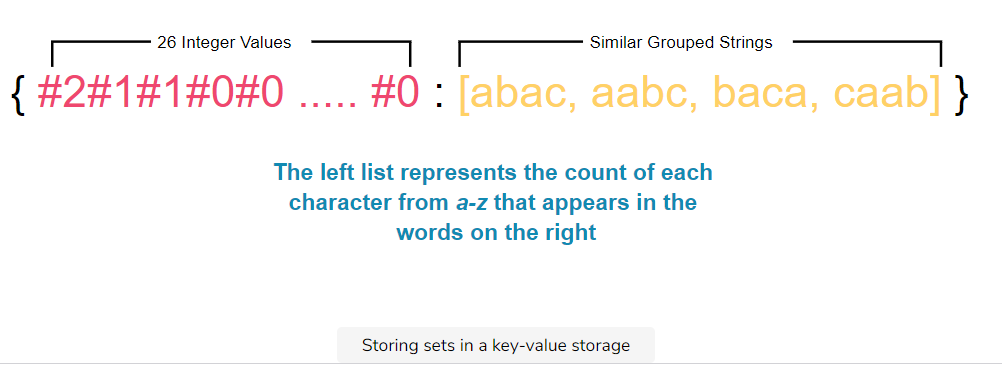 26 Integer Values
Similar Grouped Strings
{ #2#1#1#0#0 ..... #0 : [abac, aabc, baca, caab] }
The left list represents the count of each
character from a-z that appears in the
words on the right
Storing sets in a key-value storage